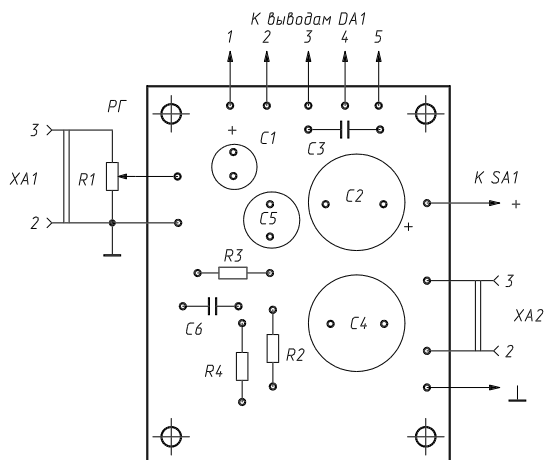 К выводам DA1
1 2 3 4 5
РГ
+
C1
C3
3
XA1
R1
C2
К SA1
+
2
C5
+
R3
3
C6
C4
XA2
R2
2
R4